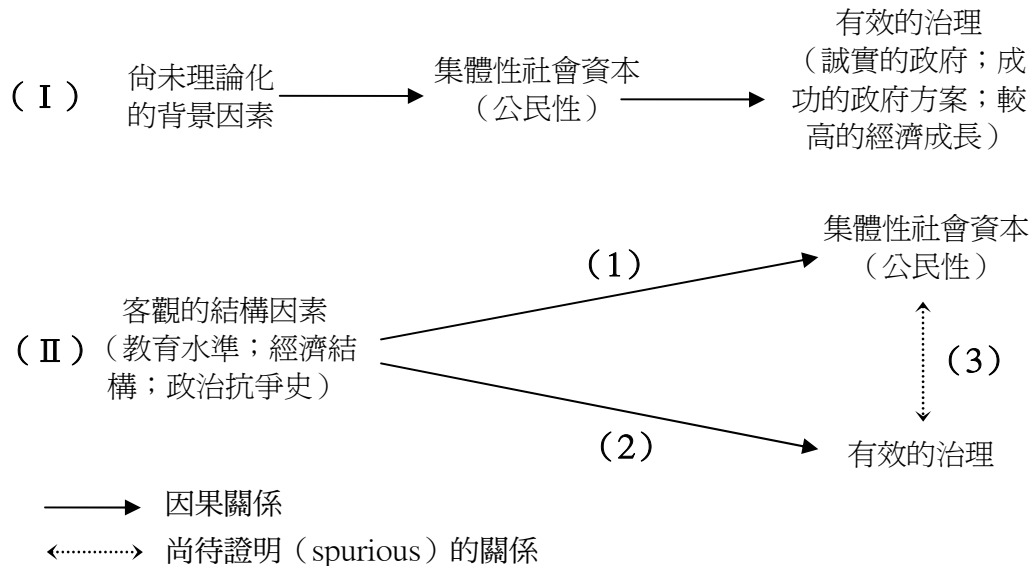 （Ⅰ）
尚未理論化
的背景因素
集體性社會資本
（公民性）
有效的治理
（誠實的政府；成
功的政府方案；較
高的經濟成長）
（Ⅱ）
客觀的結構因素
（教育水準；經濟結
構；政治抗爭史）
（1）
集體性社會資本
（公民性）
（3）
（2）
有效的治理
因果關係
尚待證明（spurious）的關係